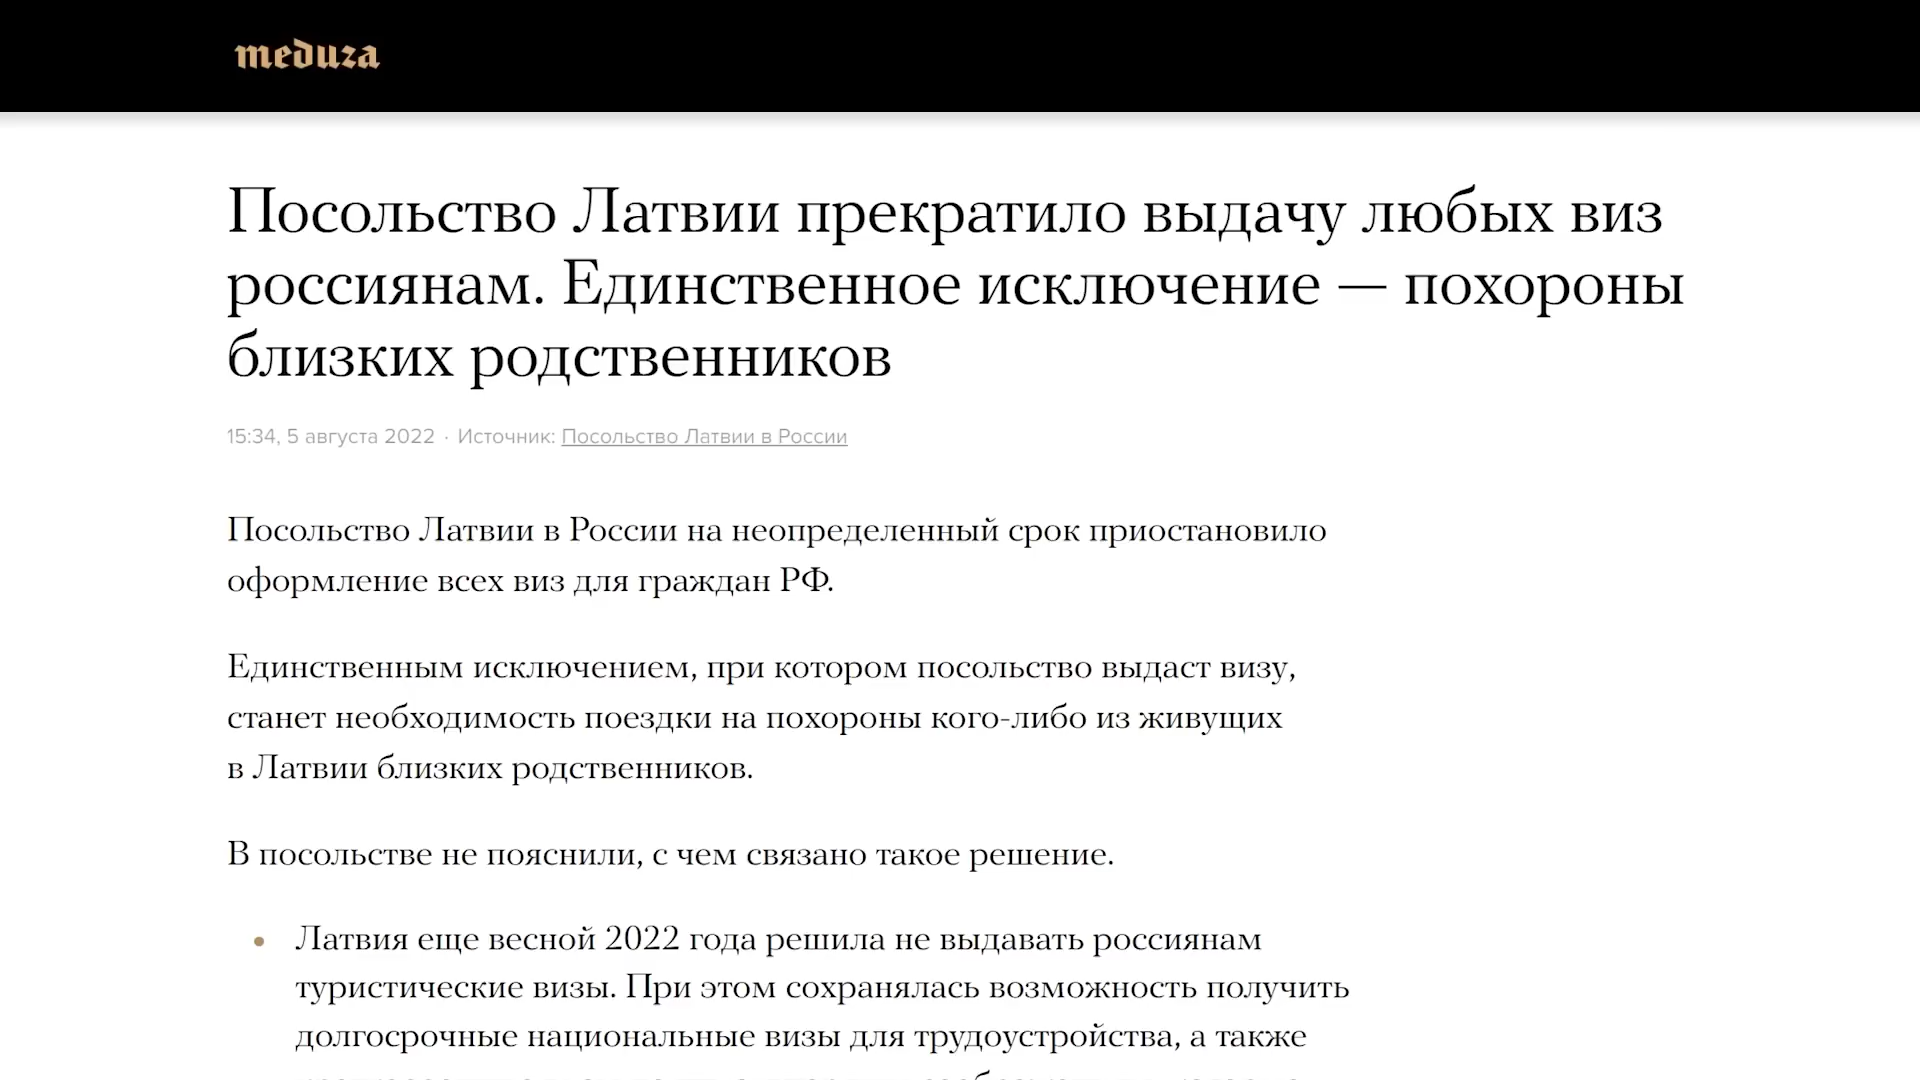 meduza
Посольство Латвии прекратило выдачу любых виз
россиянам. Единственное исключение — похороны
близких родственников
15:34, 5 августа 2022 · Источник: Посольство Латвии в России
Посольство Латвии в России на неопределенный срок приостановило
оформление всех виз для граждан РФ.
Единственным исключением, при котором посольство выдаст визу,
станет необходимость поездки на похороны кого-либо из живущих
в Латвии близких родственников.
В посольстве не пояснили, с чем связано такое решение.
• Латвия еще весной 2022 года решила не выдавать россиянам
туристические визы. При этом сохранялась возможность получить
долгосрочные национальные визы для трудоустройства, а также